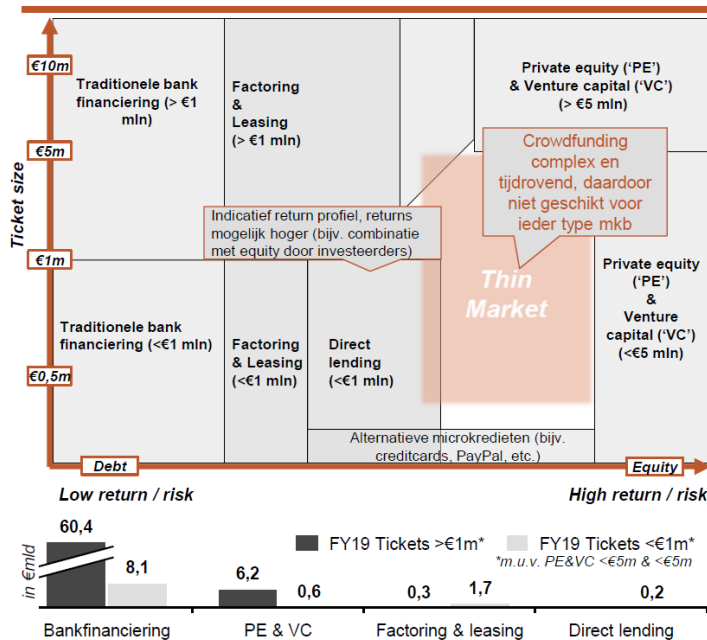 €10m
Traditionele bank
financiering (> €1
mln)
Factoring
&
Leasing
(> €1 mln)
Private equity ('PE')
& Venture capital ('VC')
(> €5 mln)
€5m
Ticket size
Crowdfunding
complex en
tijdrovend, daardoor
niet geschikt voor
ieder type mkb
Indicatief return profiel, returns
mogelijk hoger (bijv. combinatie
met equity door investeerders)
€1m
Thin
Market
Private equity
('PE')
&
Venture
capital ('VC')
(<€5 mln)
Traditionele bank
financiering (<€1 mln)
Factoring
& Leasing
(<€1 mln)
Direct
lending
(<€1 mln)
€0,5m
Alternatieve microkredieten (bijv.
creditcards, PayPal, etc.)
Debt
Equity
Low return / risk
High return / risk
in €mld
60,4
8,1
6,2
0,6
0,3
1,7
0,2
FY19 Tickets >€1m*
FY19 Tickets <€1m*
*m.u.v. PE&VC <€5m & <€5m
Bankfinanciering
PE & VC
Factoring & leasing
Direct lending